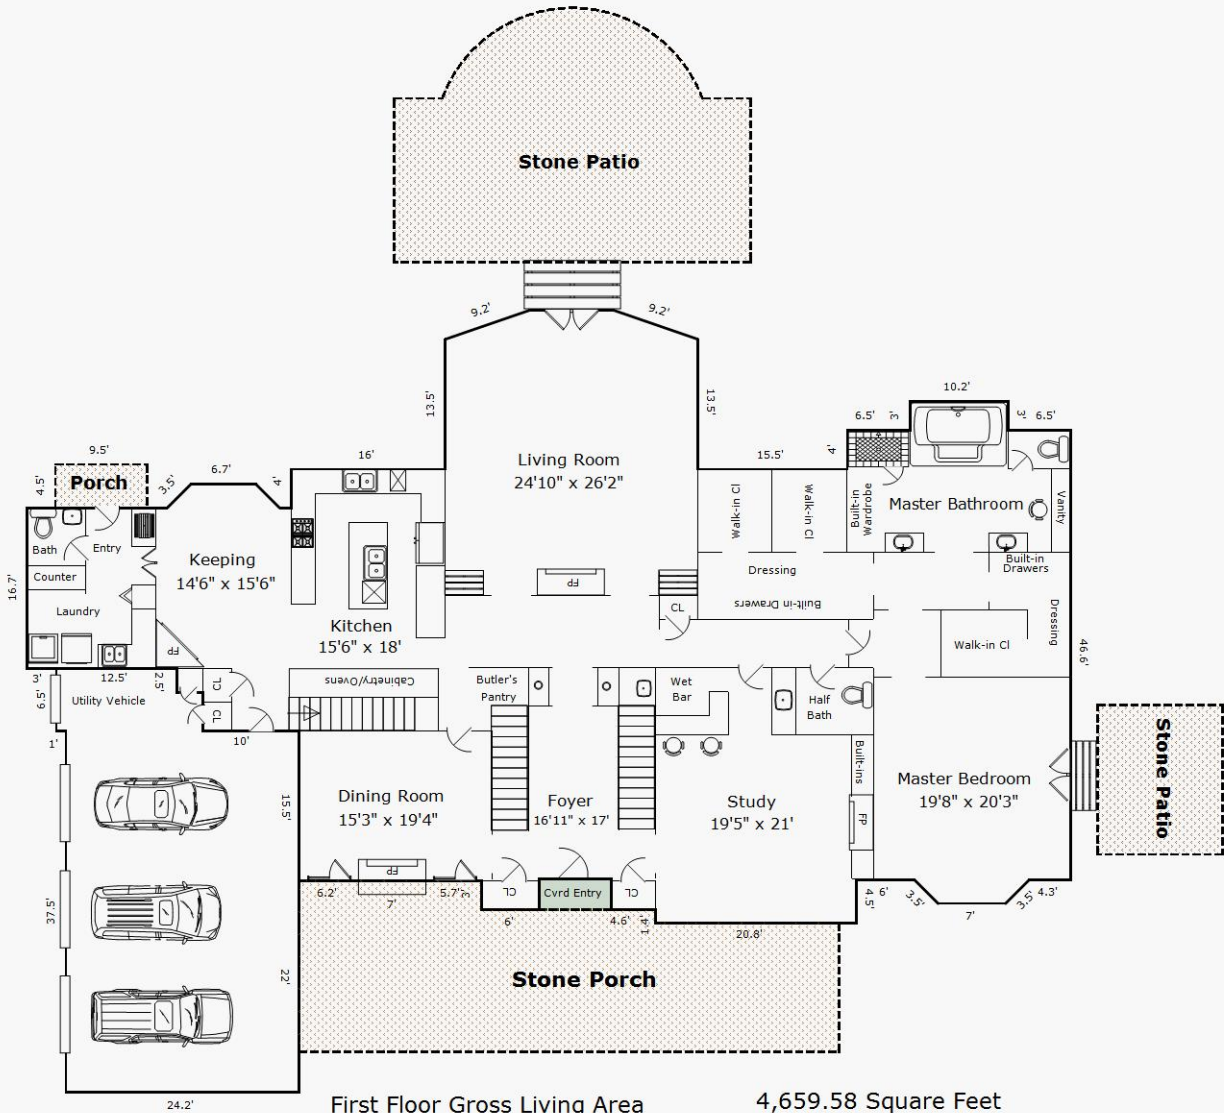 Stone Patio
9.2'
9.2'
13.5'
13.5'
10.2'
6.5'
3'
3'
6.5'
4'
15.5'
16'
4'
6.7'
3.5'
9.5'
4.5'
Porch
Living Room
24'10" x 26'2"
Walk-in Cl
Walk-in Cl
Built-in
Wardrobe
Master Bathroom
Vanity
Bath
Entry
Keeping
14'6" x 15'6"
Counter
16.7'
Laundry
FP
Dressing
Built-in
Drawers
Built-in Drawers
CL
Dressing
Walk-in Cl
46.6'
Kitchen
15'6" x 18'
FP
3'
12.5'
2.5'
6.5'
Utility Vehicle
CL
CL
Cabinetry/Ovens
Butler's
Pantry
Wet
Bar
Half
Bath
1'
10'
Built-ins
Master Bedroom
19'8" x 20'3"
Stone Patio
Dining Room
15'3" x 19'4"
Foyer
16'11" x 17'
Study
19'5" x 21'
FP
15.5'
FP
6.2'
7'
5.7'
3'
CL
Cvrd Entry
CL
6'
4.6'
1.4'
20.8'
4.5'
6'
3.5'
7'
3.5'
4.3'
37.5'
22'
Stone Porch
24.2'
First Floor Gross Living Area
4,659.58 Square Feet